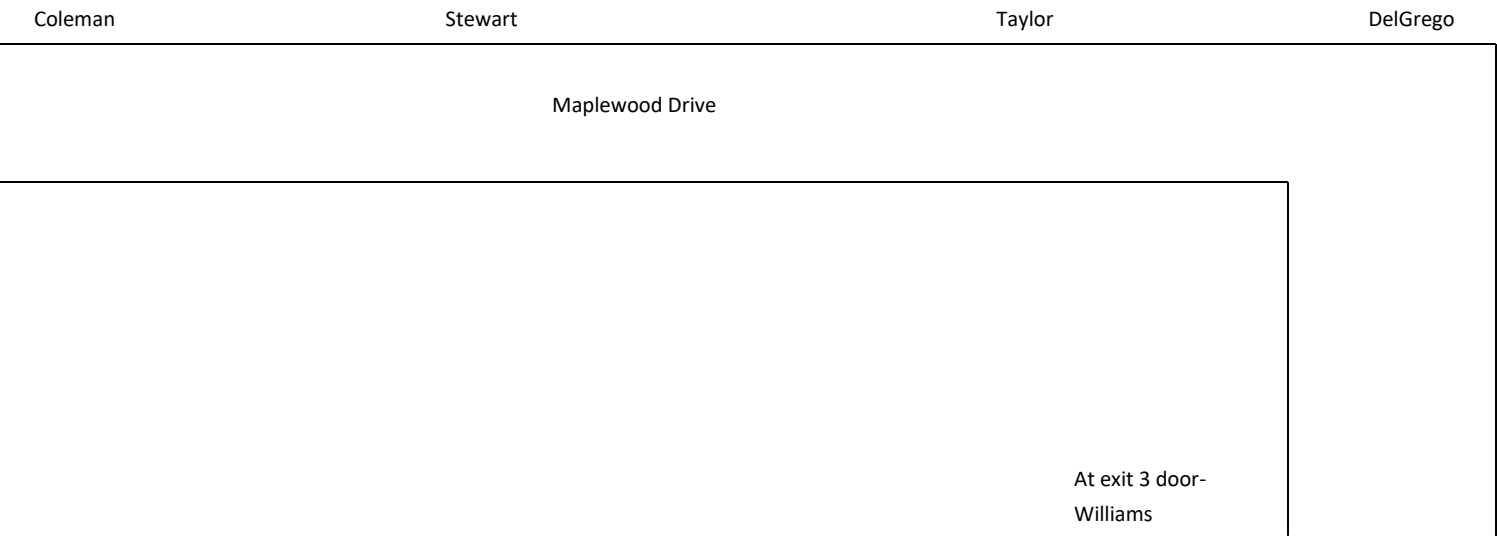 Coleman Stewart Taylor DelGrego
Maplewood Drive
At exit 3 door-
Williams